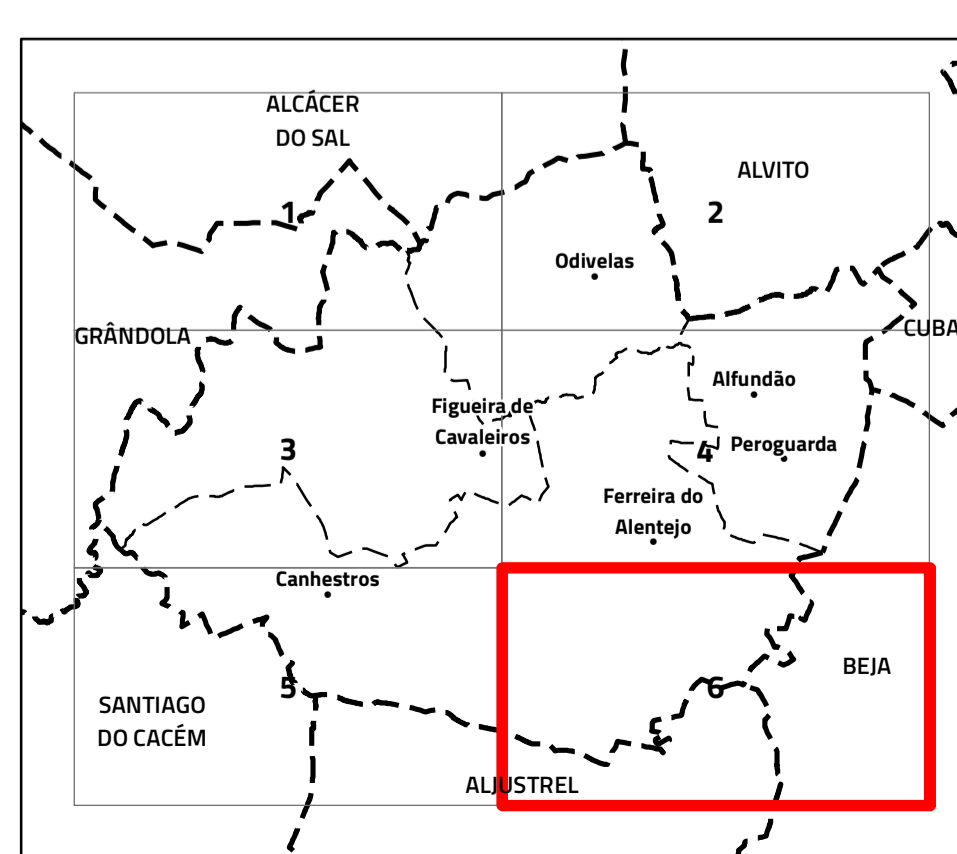 ALCÁCER
DO SAL
ALVITO
1
2
Odivelas
GRÂNDOLA
CUBA
Alfundão
Figueira de
Cavaleiros
3
4
Peroguarda
Ferreira do
Alentejo
Canhestros
5
6
BEJA
SANTIAGO
DO CACÉM
ALJUSTREL